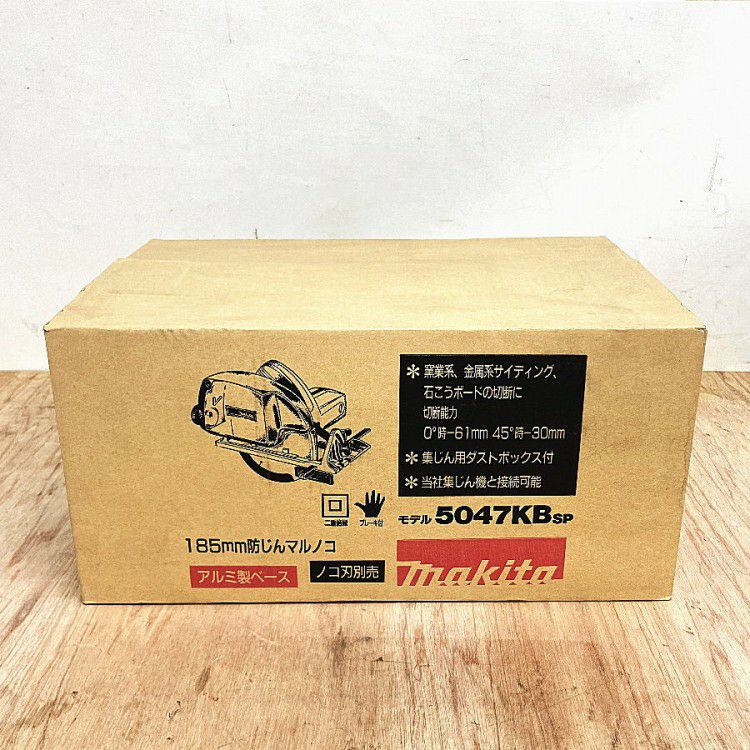 ＊窯業系、金属系サイティング、
石こうボードの切断に
切断能力
0°時−61mm 45°時−30mm
＊集じん用ダストボックス付
＊当社集じん機と接続可能
二重絶縁
ブレーキ付
モデル 5047KBSP
185mm防じんマルノコ
アルミ製ベース
ノコ刃別売
makita